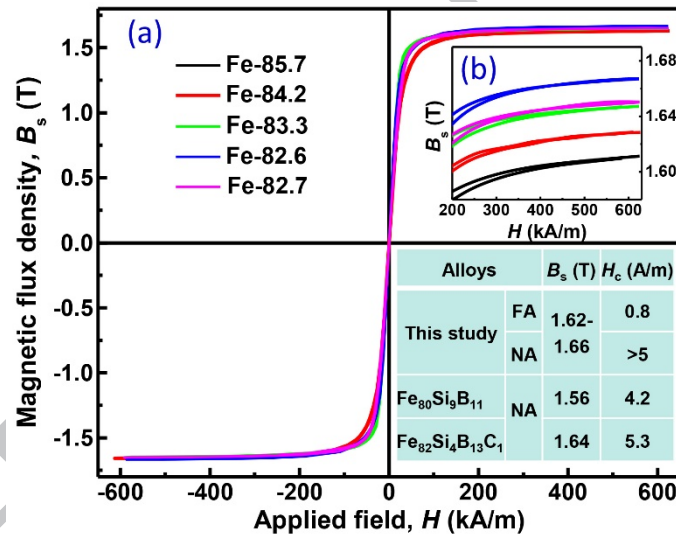 (a)
Fe-85.7
Fe-84.2
Fe-83.3
Fe-82.6
Fe-82.7
Magnetic flux density, Bs (T)
1.5
1.0
0.5
0.0
-0.5
-1.0
-1.5
-600 -400 -200 0 200 400 600
Applied field, H (kA/m)
(b)
Bs (T)
1.68
1.64
1.60
200 300 400 500 600
H (kA/m)
Alloys Bs (T) Hc (A/m)
This study FA 1.62-1.66 0.8
NA >5
Fe80Si9B11 NA 1.56 4.2
Fe82Si4B13C1 1.64 5.3